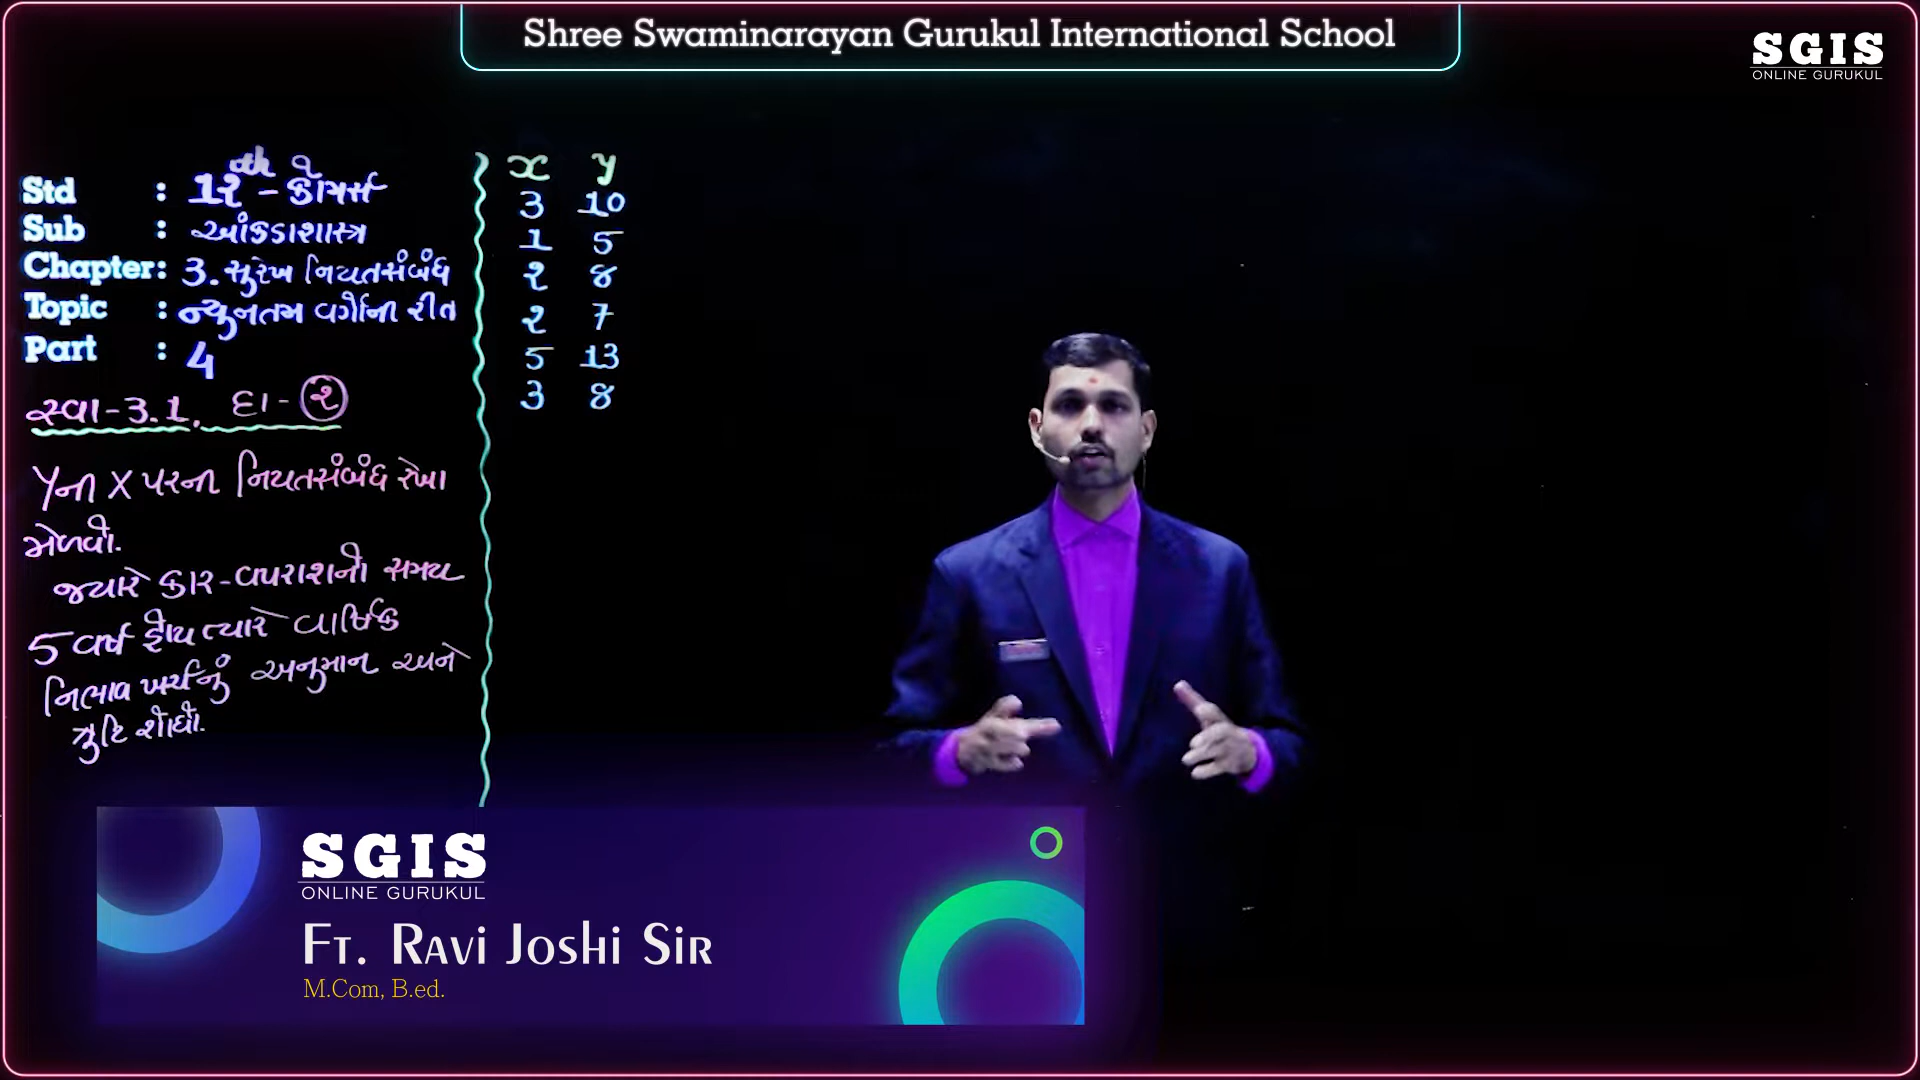 Shree Swaminarayan Gurukul International School
SGIS
ONLINE GURUKUL
Std : 12th - કોમર્સ
Sub : આંકડાશાસ્ત્ર
Chapter: 3. સુરેખ નિયતસંબંધ
Topic : ન્યુનતમ વર્ગોની રીત
Part : 4
સ્વા-3.1. દા-૨
Yની X પરની નિયતસંબંધ રેખા
મેળવો.
જ્યારે કાર-વપરાશનો સમય
5 વર્ષ હોય ત્યારે વાર્ષિક
નિભાવ ખર્ચનું અનુમાન અને
ત્રુટિ શોધો.
x y
3 10
1 5
2 8
2 7
5 13
3 8
SGIS
ONLINE GURUKUL
Ft. Ravi Joshi Sir
M.Com, B.ed.